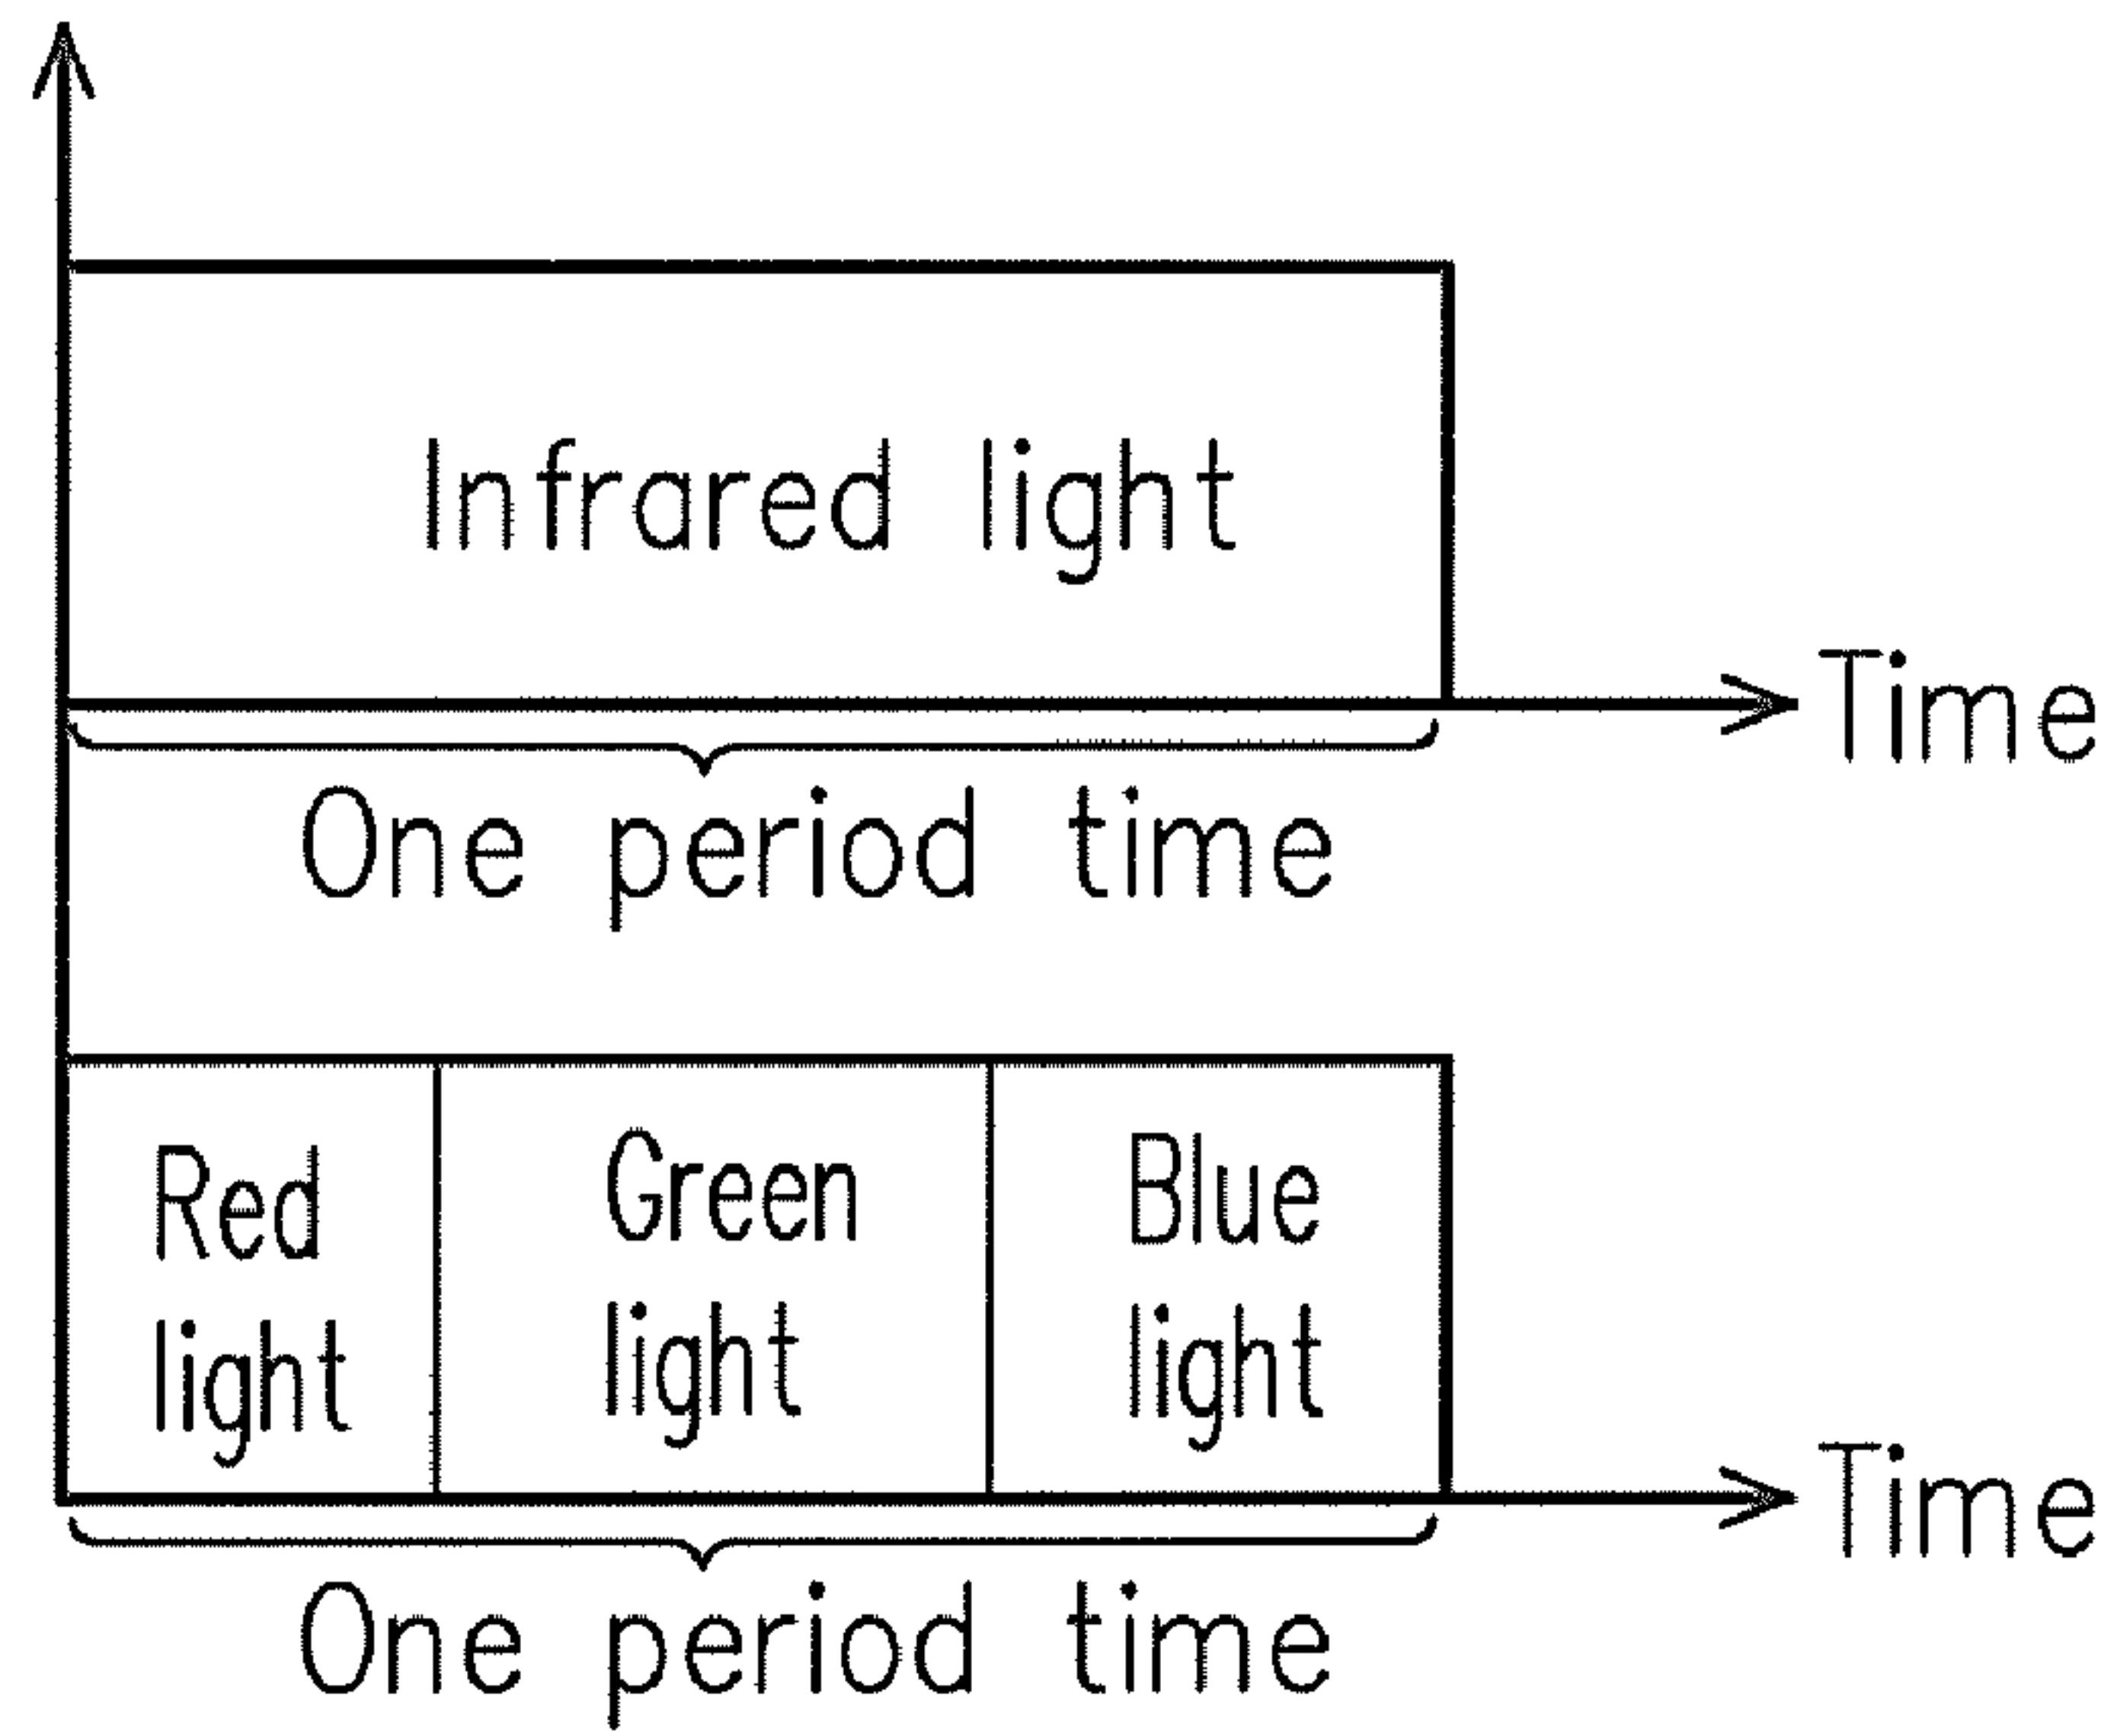 Infrared light
Time
One period time
Red
light
Green
light
Blue
light
Time
One period time